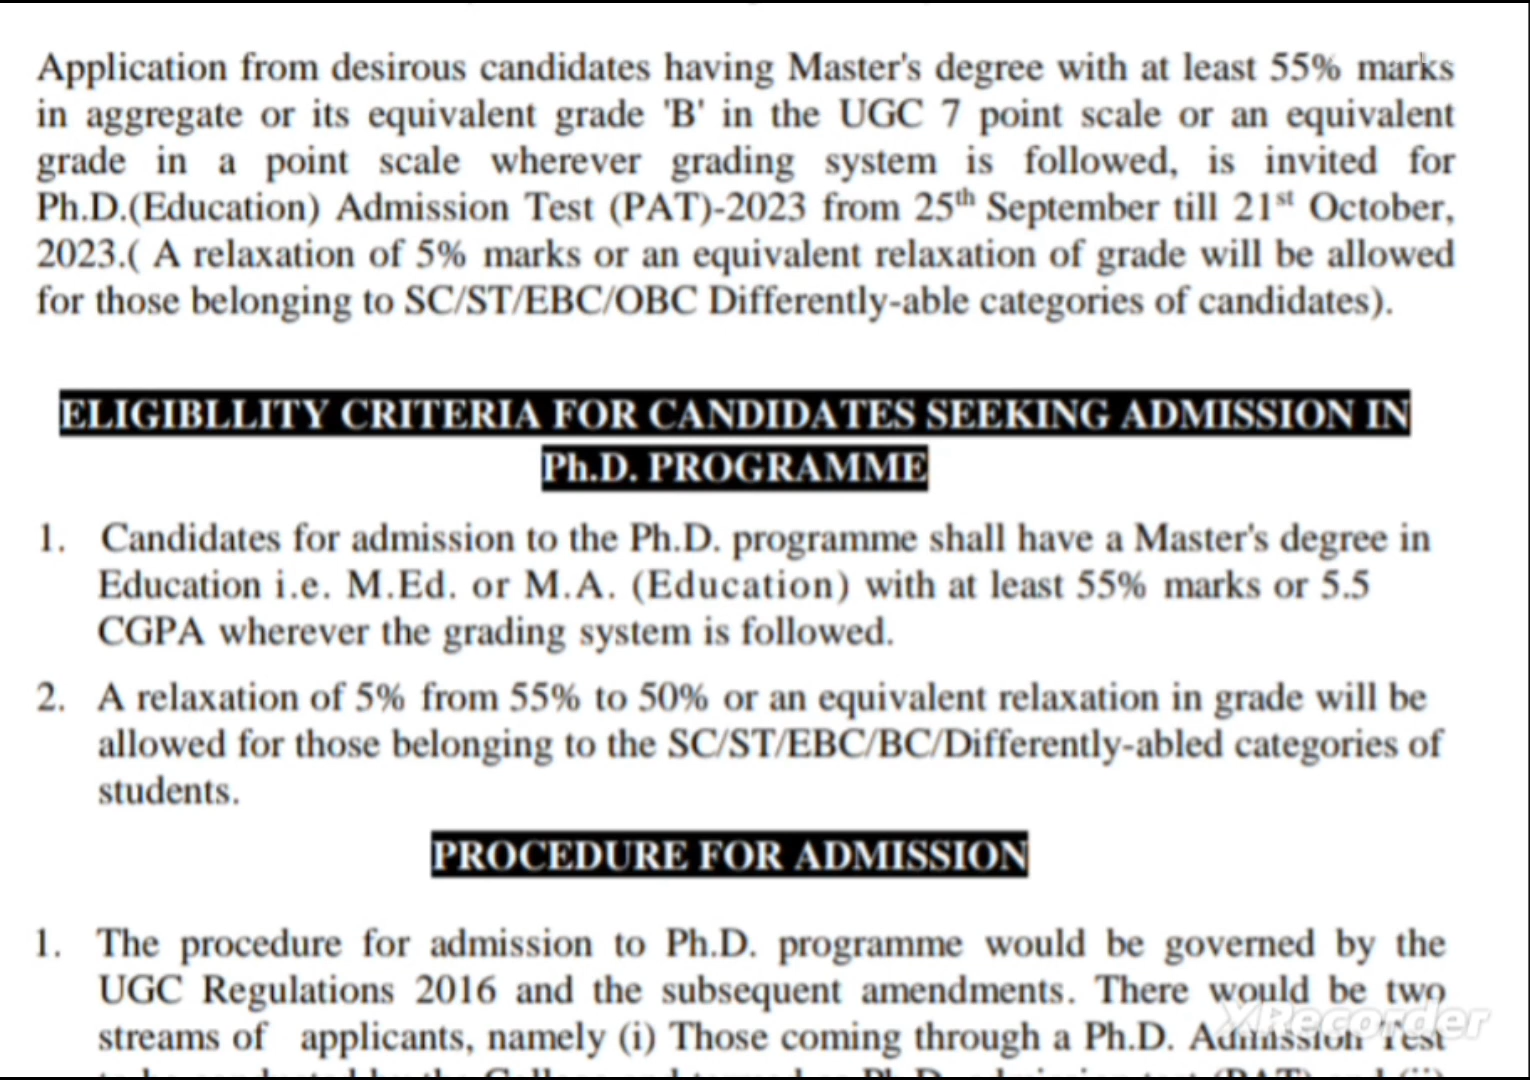 Application from desirous candidates having Master's degree with at least 55% marks
in aggregate or its equivalent grade 'B' in the UGC 7 point scale or an equivalent
grade in a point scale wherever grading system is followed, is invited for
Ph.D.(Education) Admission Test (PAT)-2023 from 25th September till 21st October,
2023.( A relaxation of 5% marks or an equivalent relaxation of grade will be allowed
for those belonging to SC/ST/EBC/OBC Differently-able categories of candidates).
ELIGIBLLITY CRITERIA FOR CANDIDATES SEEKING ADMISSION IN
Ph.D. PROGRAMME
1. Candidates for admission to the Ph.D. programme shall have a Master's degree in
Education i.e. M.Ed. or M.A. (Education) with at least 55% marks or 5.5
CGPA wherever the grading system is followed.
2. A relaxation of 5% from 55% to 50% or an equivalent relaxation in grade will be
allowed for those belonging to the SC/ST/EBC/BC/Differently-abled categories of
students.
PROCEDURE FOR ADMISSION
1. The procedure for admission to Ph.D. programme would be governed by the
UGC Regulations 2016 and the subsequent amendments. There would be two
streams of applicants, namely (i) Those coming through a Ph.D. Admission Test
XRecorder